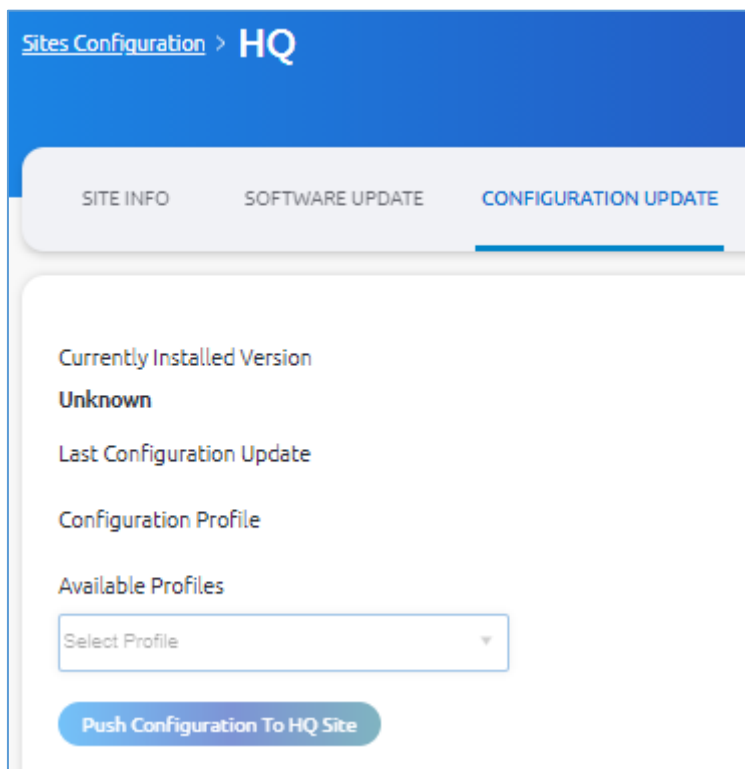 Sites Configuration > HQ
SITE INFO SOFTWARE UPDATE CONFIGURATION UPDATE
Currently Installed Version
Unknown
Last Configuration Update
Configuration Profile
Available Profiles
Select Profile
Push Configuration To HQ Site